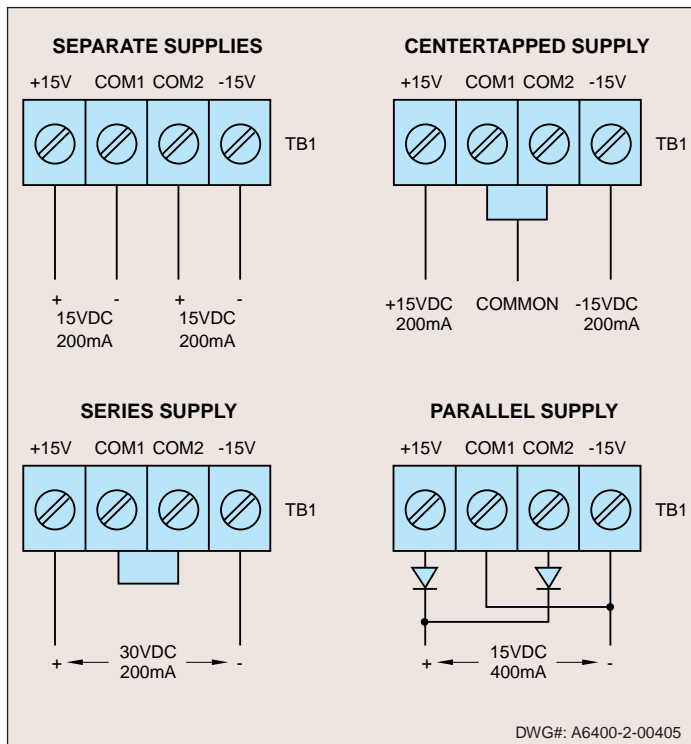 SEPARATE SUPPLIES
+15V COM1 COM2 -15V
TB1
+ - + -
15VDC 15VDC
200mA 200mA
CENTERTAPPED SUPPLY
+15V COM1 COM2 -15V
TB1
+15VDC COMMON -15VDC
200mA 200mA
SERIES SUPPLY
+15V COM1 COM2 -15V
TB1
+ 30VDC -
200mA
PARALLEL SUPPLY
+15V COM1 COM2 -15V
TB1
+ 15VDC -
400mA
DWG#: A6400-2-00405